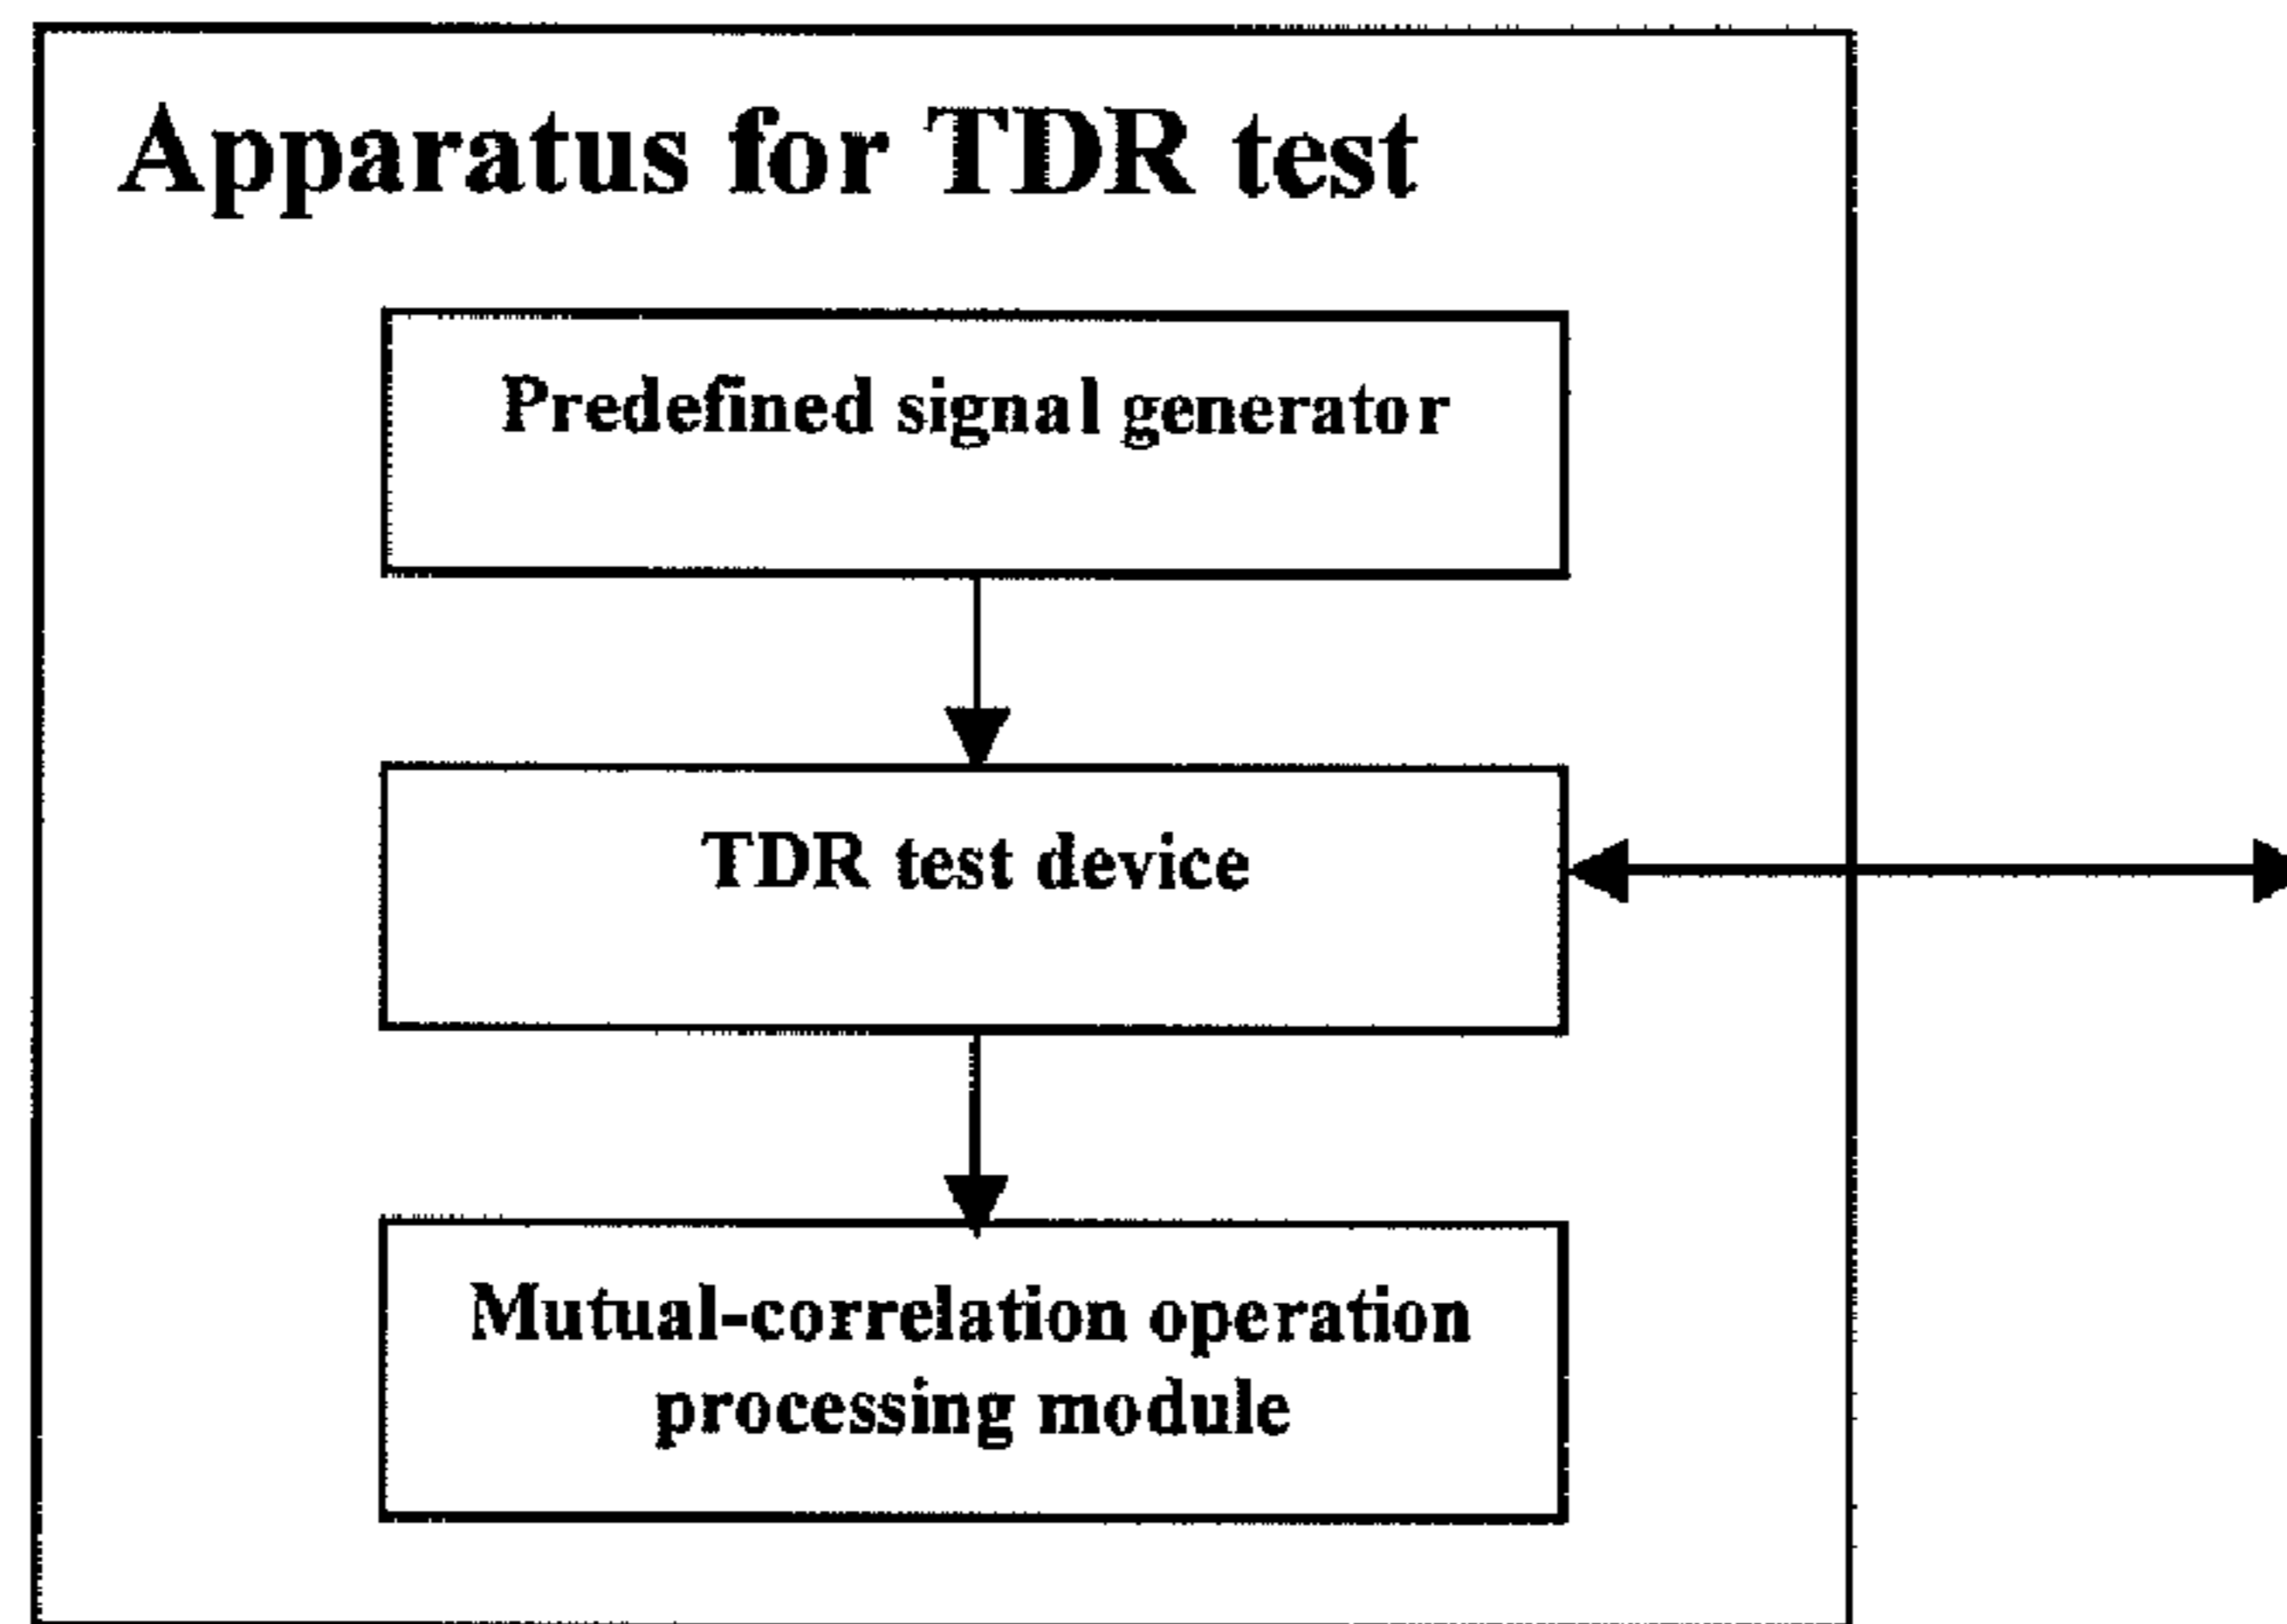 Apparatus for TDR test
Predefined signal generator
TDR test device
Mutual-correlation operation
processing module